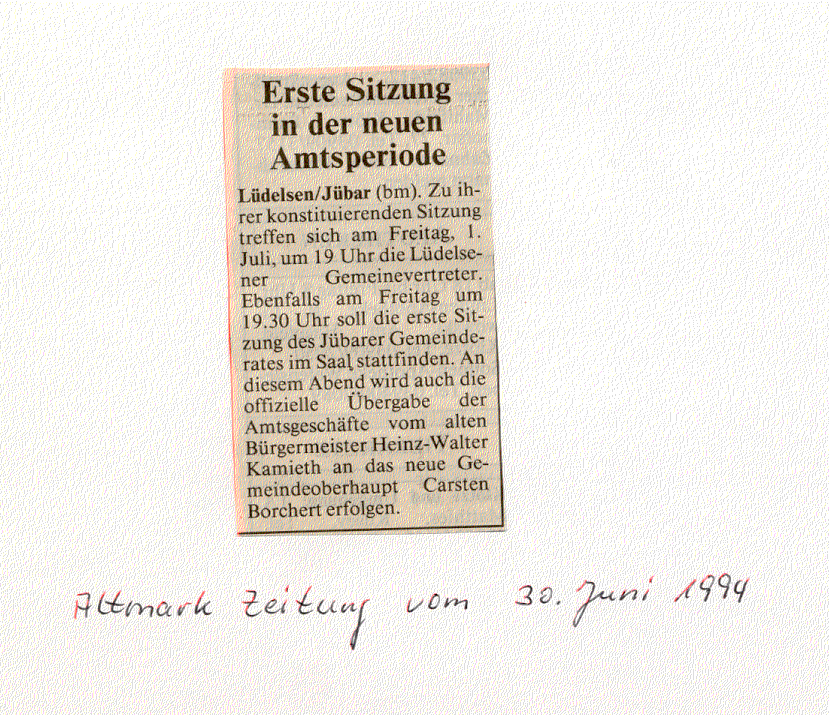 Erste Sitzung
in der neuen
Amtsperiode
Lüdelsen/Jübar (bm). Zu ih-
rer konstituierenden Sitzung
treffen sich am Freitag, 1.
Juli, um 19 Uhr die Lüdelse-
ner Gemeinevertreter.
Ebenfalls am Freitag um
19.30 Uhr soll die erste Sit-
zung des Jübarer Gemeinde-
rates im Saal stattfinden. An
diesem Abend wird auch die
offizielle Übergabe der
Amtsgeschäfte vom alten
Bürgermeister Heinz-Walter
Kamieth an das neue Ge-
meindeoberhaupt Carsten
Borchert erfolgen.
Altmark Zeitung vom 30. Juni 1994